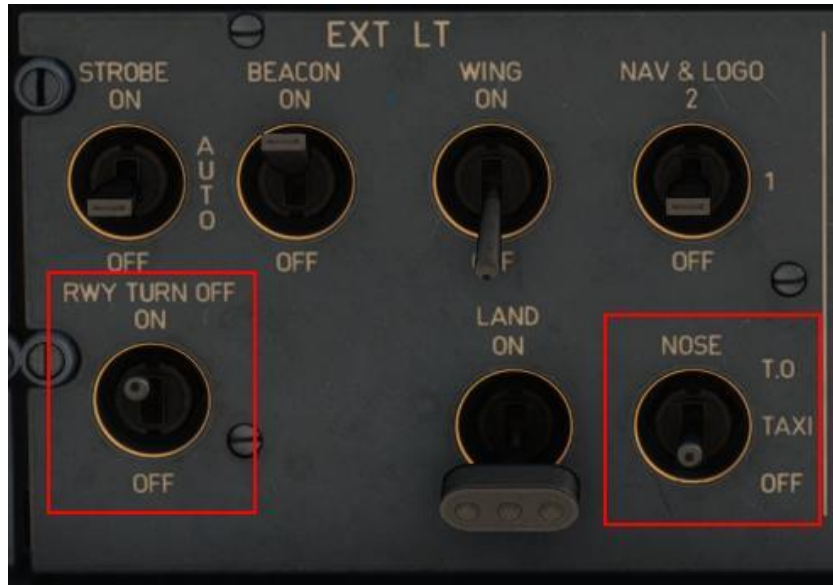 EXT LT
STROBE
ON
BEACON
ON
WING
ON
NAV & LOGO
2
AUTO
1
OFF
OFF
OFF
OFF
RWY TURN OFF
ON
LAND
ON
NOSE
T.O
TAXI
OFF
OFF